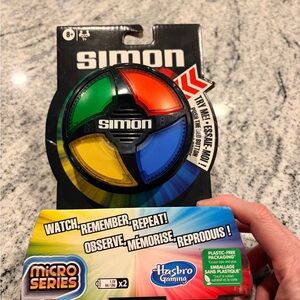 8+
SIMON
SIMON
TRY ME! • ESSAIE-MOI !
WATCH, REMEMBER, REPEAT!
OBSERVE, MÉMORISE, REPRODUIS !
MICRO
SERIES
x2
Hasbro
Gaming
PLASTIC-FREE
PACKAGING
EMBALLAGE
SANS PLASTIQUE